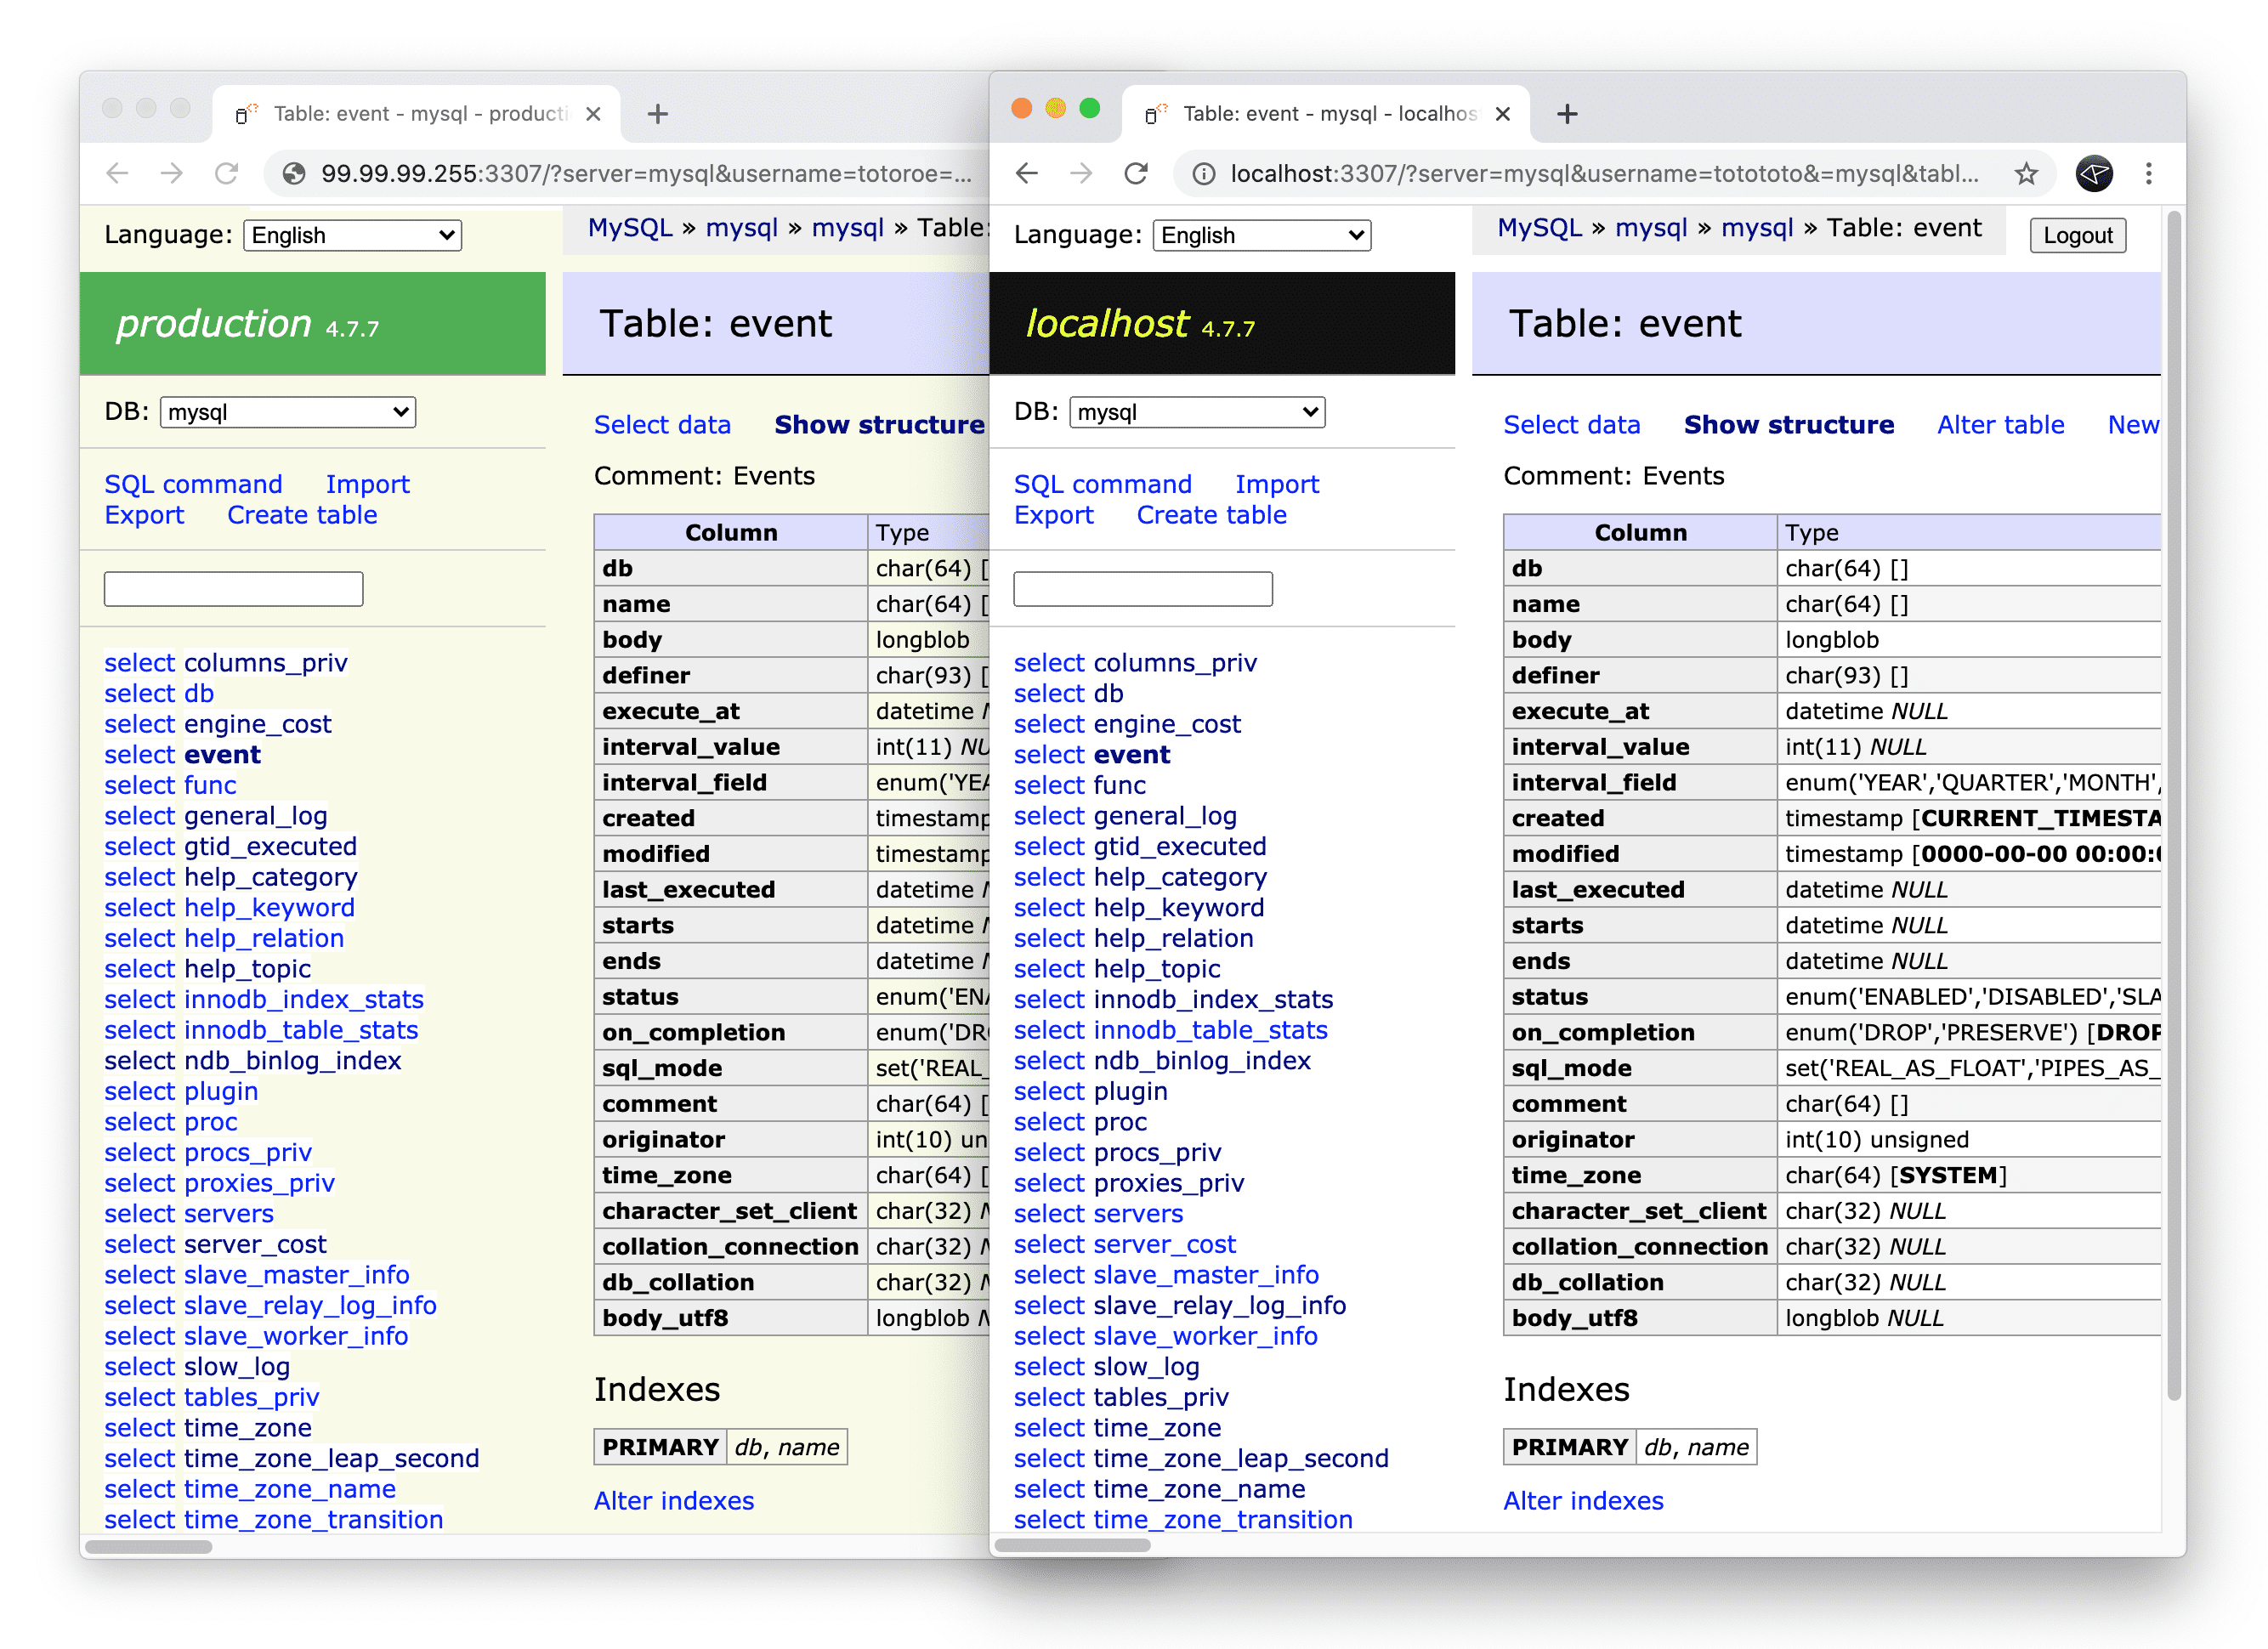 Table: event - mysql - producti
99.99.99.255:3307/?server=mysql&username=totoroe=...
Language: English
MySQL » mysql » mysql » Table:
production 4.7.7
Table: event
DB: mysql
Select data Show structure
SQL command Import
Export Create table
Comment: Events
Column Type
db char(64) [
name char(64) [
body longblob
definer char(93) [
execute_at datetime
interval_value int(11) NU
interval_field enum('YEA
created timestamp
modified timestamp
last_executed datetime
starts datetime
ends datetime
status enum('ENA
on_completion enum('DRO
sql_mode set('REAL_
comment char(64) [
originator int(10) un
time_zone char(64) [
character_set_client char(32)
collation_connection char(32)
db_collation char(32)
body_utf8 longblob
select columns_priv
select db
select engine_cost
select event
select func
select general_log
select gtid_executed
select help_category
select help_keyword
select help_relation
select help_topic
select innodb_index_stats
select innodb_table_stats
select ndb_binlog_index
select plugin
select proc
select procs_priv
select proxies_priv
select servers
select server_cost
select slave_master_info
select slave_relay_log_info
select slave_worker_info
select slow_log
select tables_priv
select time_zone
select time_zone_leap_second
select time_zone_name
select time_zone_transition
Indexes
PRIMARY db, name
Alter indexes
Table: event - mysql - localhos
localhost:3307/?server=mysql&username=totototo&=mysql&tabl...
Language: English
MySQL » mysql » mysql » Table: event
Logout
localhost 4.7.7
Table: event
DB: mysql
Select data Show structure Alter table New
SQL command Import
Export Create table
Comment: Events
Column Type
db char(64) []
name char(64) []
body longblob
definer char(93) []
execute_at datetime NULL
interval_value int(11) NULL
interval_field enum('YEAR','QUARTER','MONTH',
created timestamp [CURRENT_TIMESTA
modified timestamp [0000-00-00 00:00:0
last_executed datetime NULL
starts datetime NULL
ends datetime NULL
status enum('ENABLED','DISABLED','SLA
on_completion enum('DROP','PRESERVE') [DROP
sql_mode set('REAL_AS_FLOAT','PIPES_AS_
comment char(64) []
originator int(10) unsigned
time_zone char(64) [SYSTEM]
character_set_client char(32) NULL
collation_connection char(32) NULL
db_collation char(32) NULL
body_utf8 longblob NULL
select columns_priv
select db
select engine_cost
select event
select func
select general_log
select gtid_executed
select help_category
select help_keyword
select help_relation
select help_topic
select innodb_index_stats
select innodb_table_stats
select ndb_binlog_index
select plugin
select proc
select procs_priv
select proxies_priv
select servers
select server_cost
select slave_master_info
select slave_relay_log_info
select slave_worker_info
select slow_log
select tables_priv
select time_zone
select time_zone_leap_second
select time_zone_name
select time_zone_transition
Indexes
PRIMARY db, name
Alter indexes